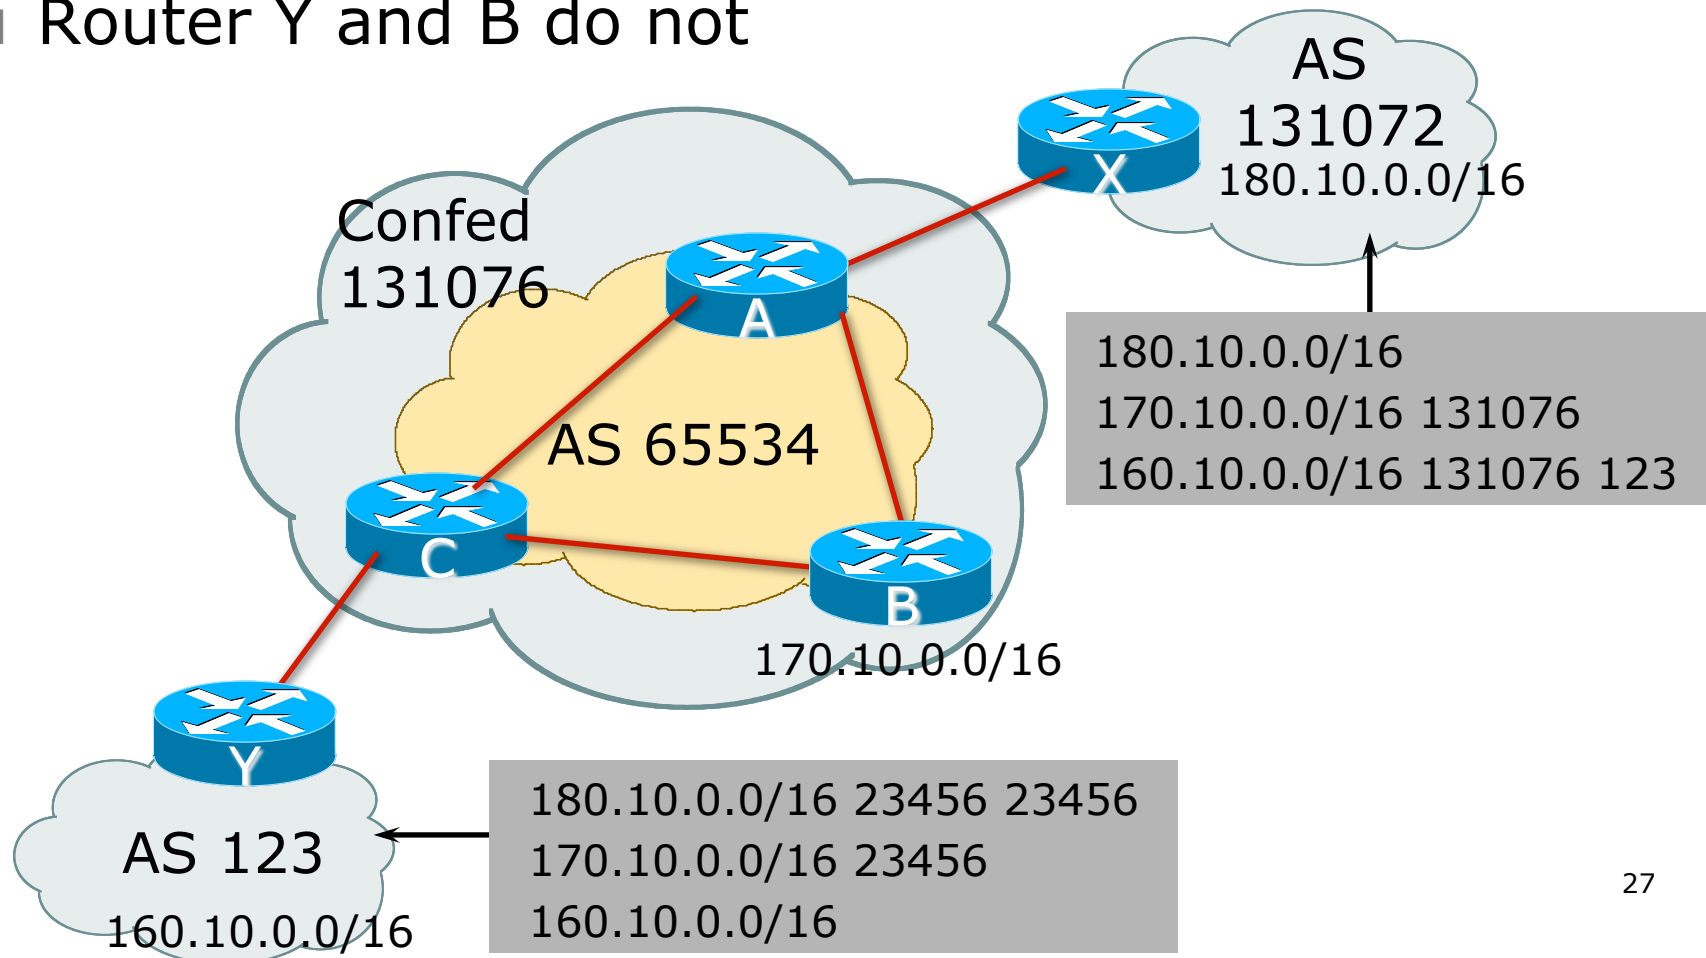 Router Y and B do not
AS
131072
180.10.0.0/16
X
Confed
131076
A
180.10.0.0/16
170.10.0.0/16 131076
160.10.0.0/16 131076 123
AS 65534
C
B
170.10.0.0/16
Y
180.10.0.0/16 23456 23456
170.10.0.0/16 23456
160.10.0.0/16
AS 123
160.10.0.0/16
27